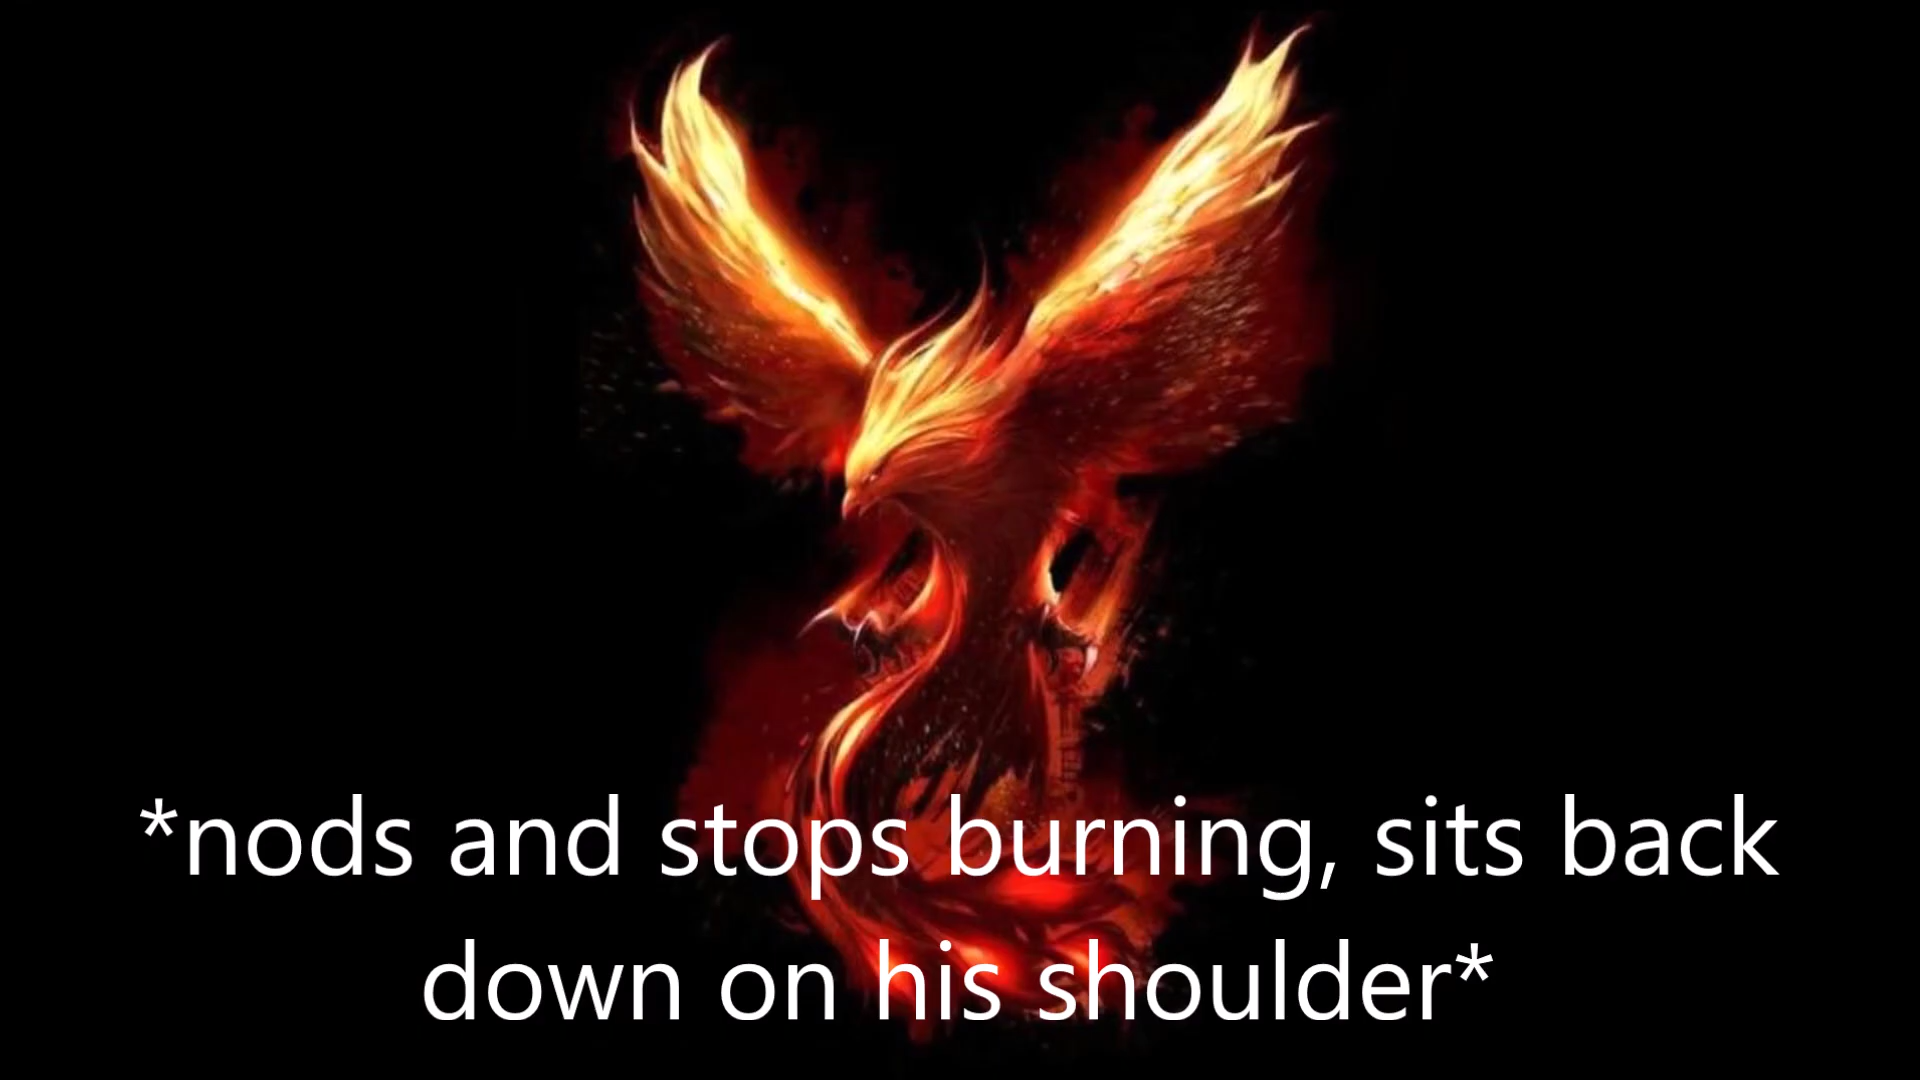 *nods and stops burning, sits back
down on his shoulder*